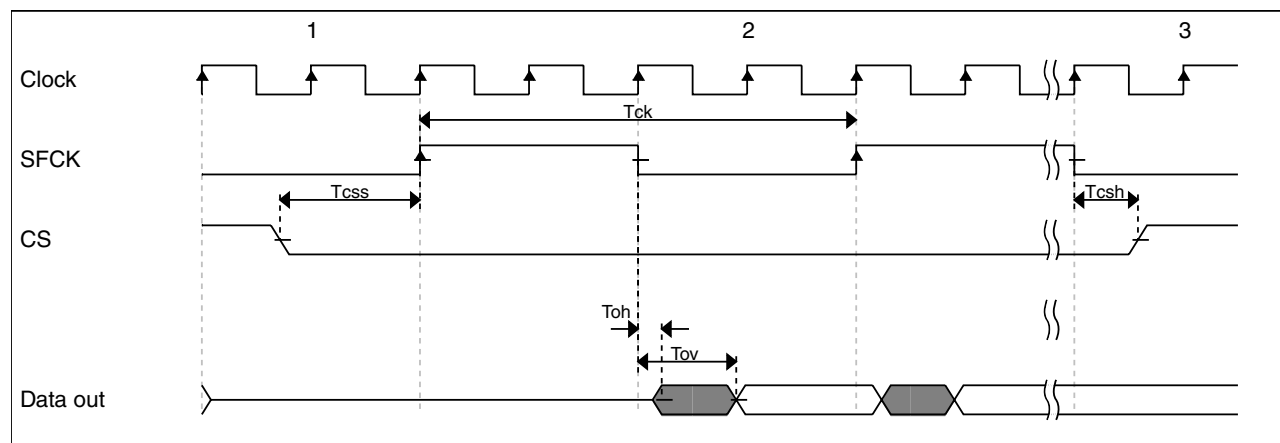 1 2 3
Clock
Tck
SFCK
Tcss Tcsh
CS
Toh
Tov
Data out